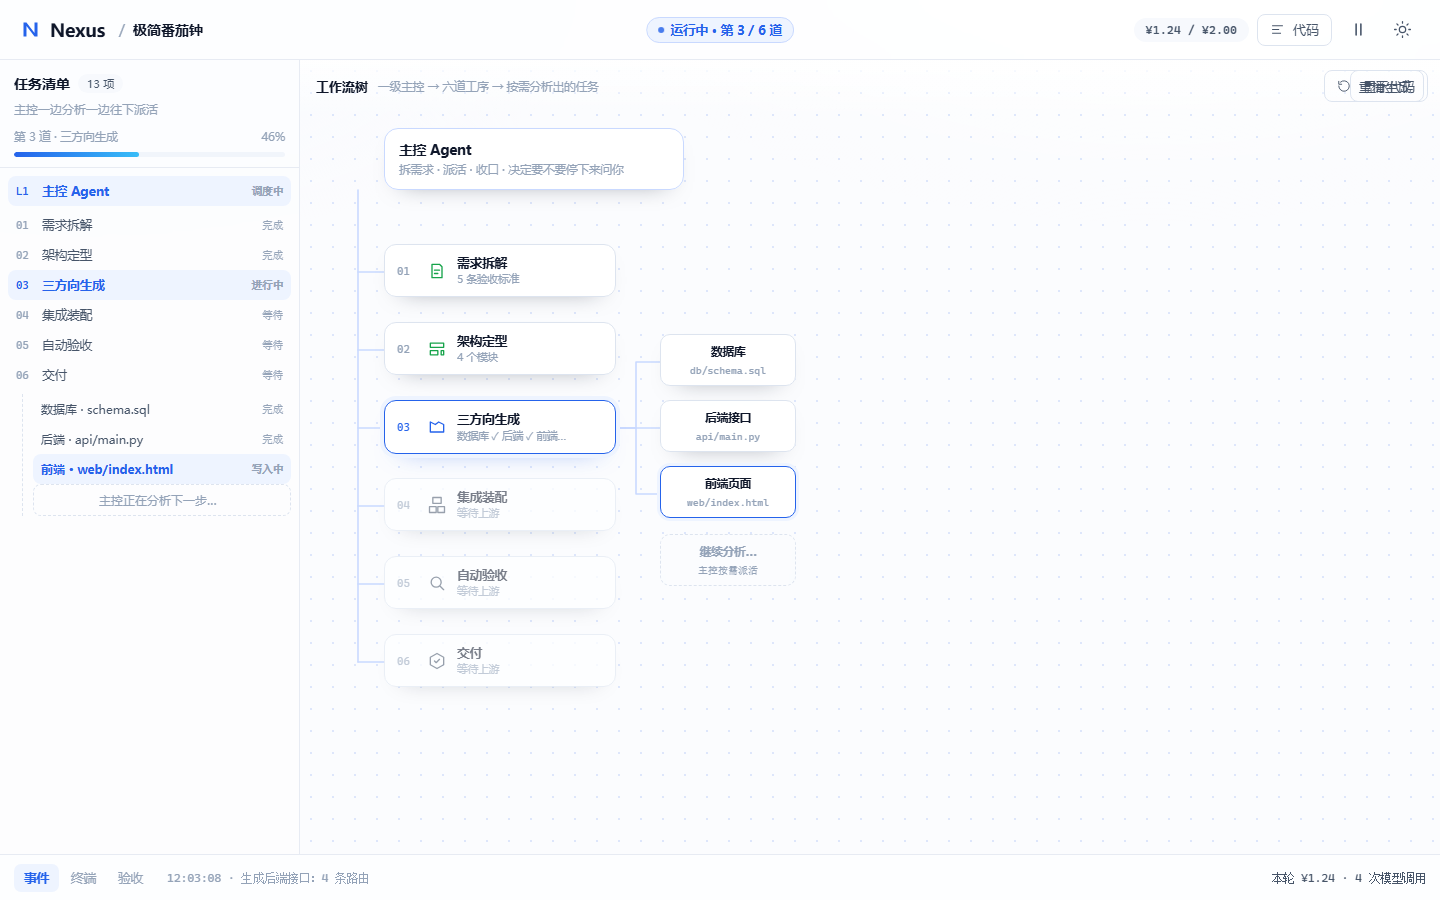 Nexus / 极简番茄钟
运行中 • 第 3 / 6 道
¥1.24 / ¥2.00
代码
任务清单 13 项
主控一边分析一边往下派活
第 3 道 · 三方向生成 46%
L1 主控 Agent 调度中
01 需求拆解 完成
02 架构定型 完成
03 三方向生成 进行中
04 集成装配 等待
05 自动验收 等待
06 交付 等待
数据库 · schema.sql 完成
后端 · api/main.py 完成
前端 • web/index.html 写入中
主控正在分析下一步...
工作流树 一级主控 → 六道工序 → 按需分析出的任务
主控 Agent
拆需求 · 派活 · 收口 · 决定要不要停下来问你
01 需求拆解
5 条验收标准
02 架构定型
4 个模块
03 三方向生成
数据库 ✓ 后端 ✓ 前端...
04 集成装配
等待上游
05 自动验收
等待上游
06 交付
等待上游
数据库
db/schema.sql
后端接口
api/main.py
前端页面
web/index.html
继续分析...
主控按需派活
事件 终端 验收 12:03:08 · 生成后端接口: 4 条路由
本轮 ¥1.24 · 4 次模型调用